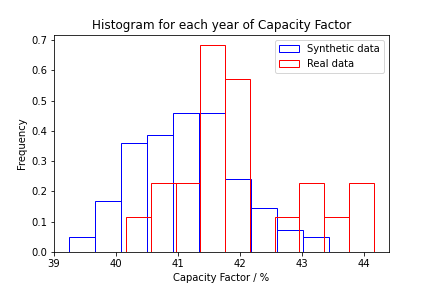 Histogram for each year of Capacity Factor
Synthetic data
Real data
0.7
0.6
0.5
0.4
0.3
0.2
0.1
0.0
Frequency
39
40
41
42
43
44
Capacity Factor / %